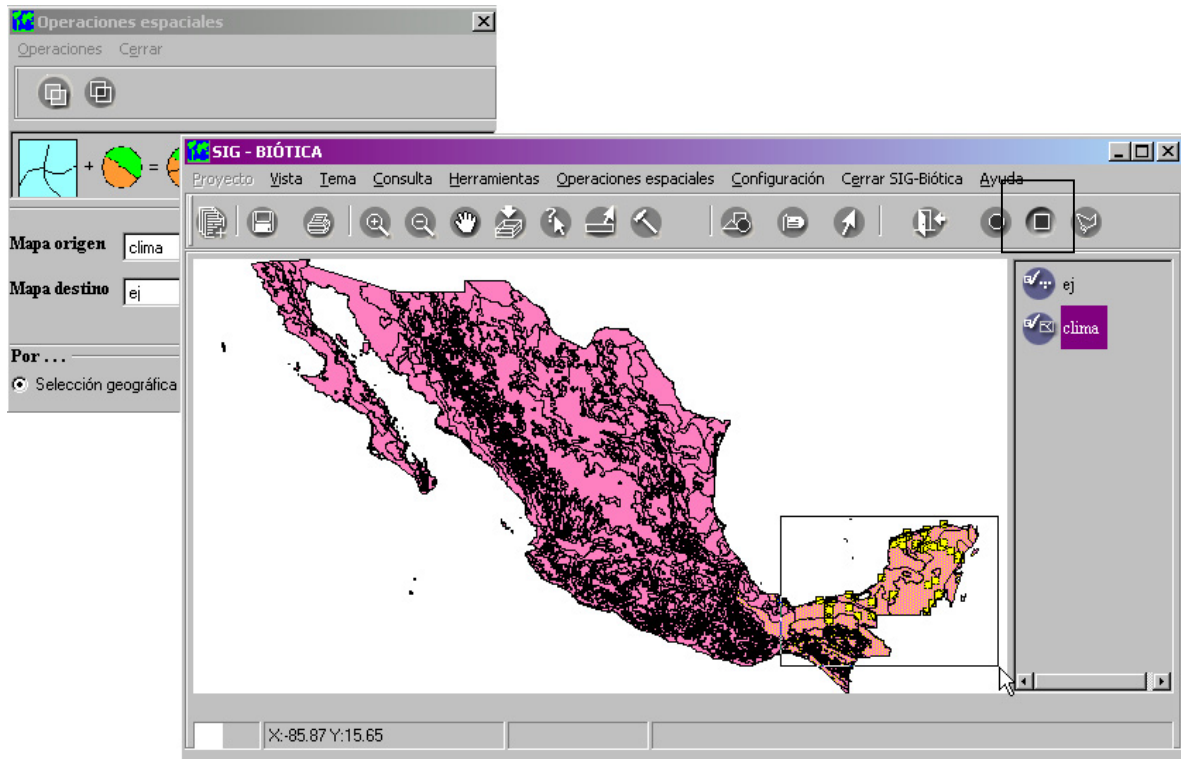 Operaciones espaciales
Operaciones Cerrar
+ =
Mapa origen clima
Mapa destino ej
Por . . .
Selección geográfica
SIG - BIÓTICA
Proyecto Vista Tema Consulta Herramientas Operaciones espaciales Configuración Cerrar SIG-Biótica Ayuda
ej
clima
X:-85.87 Y:15.65